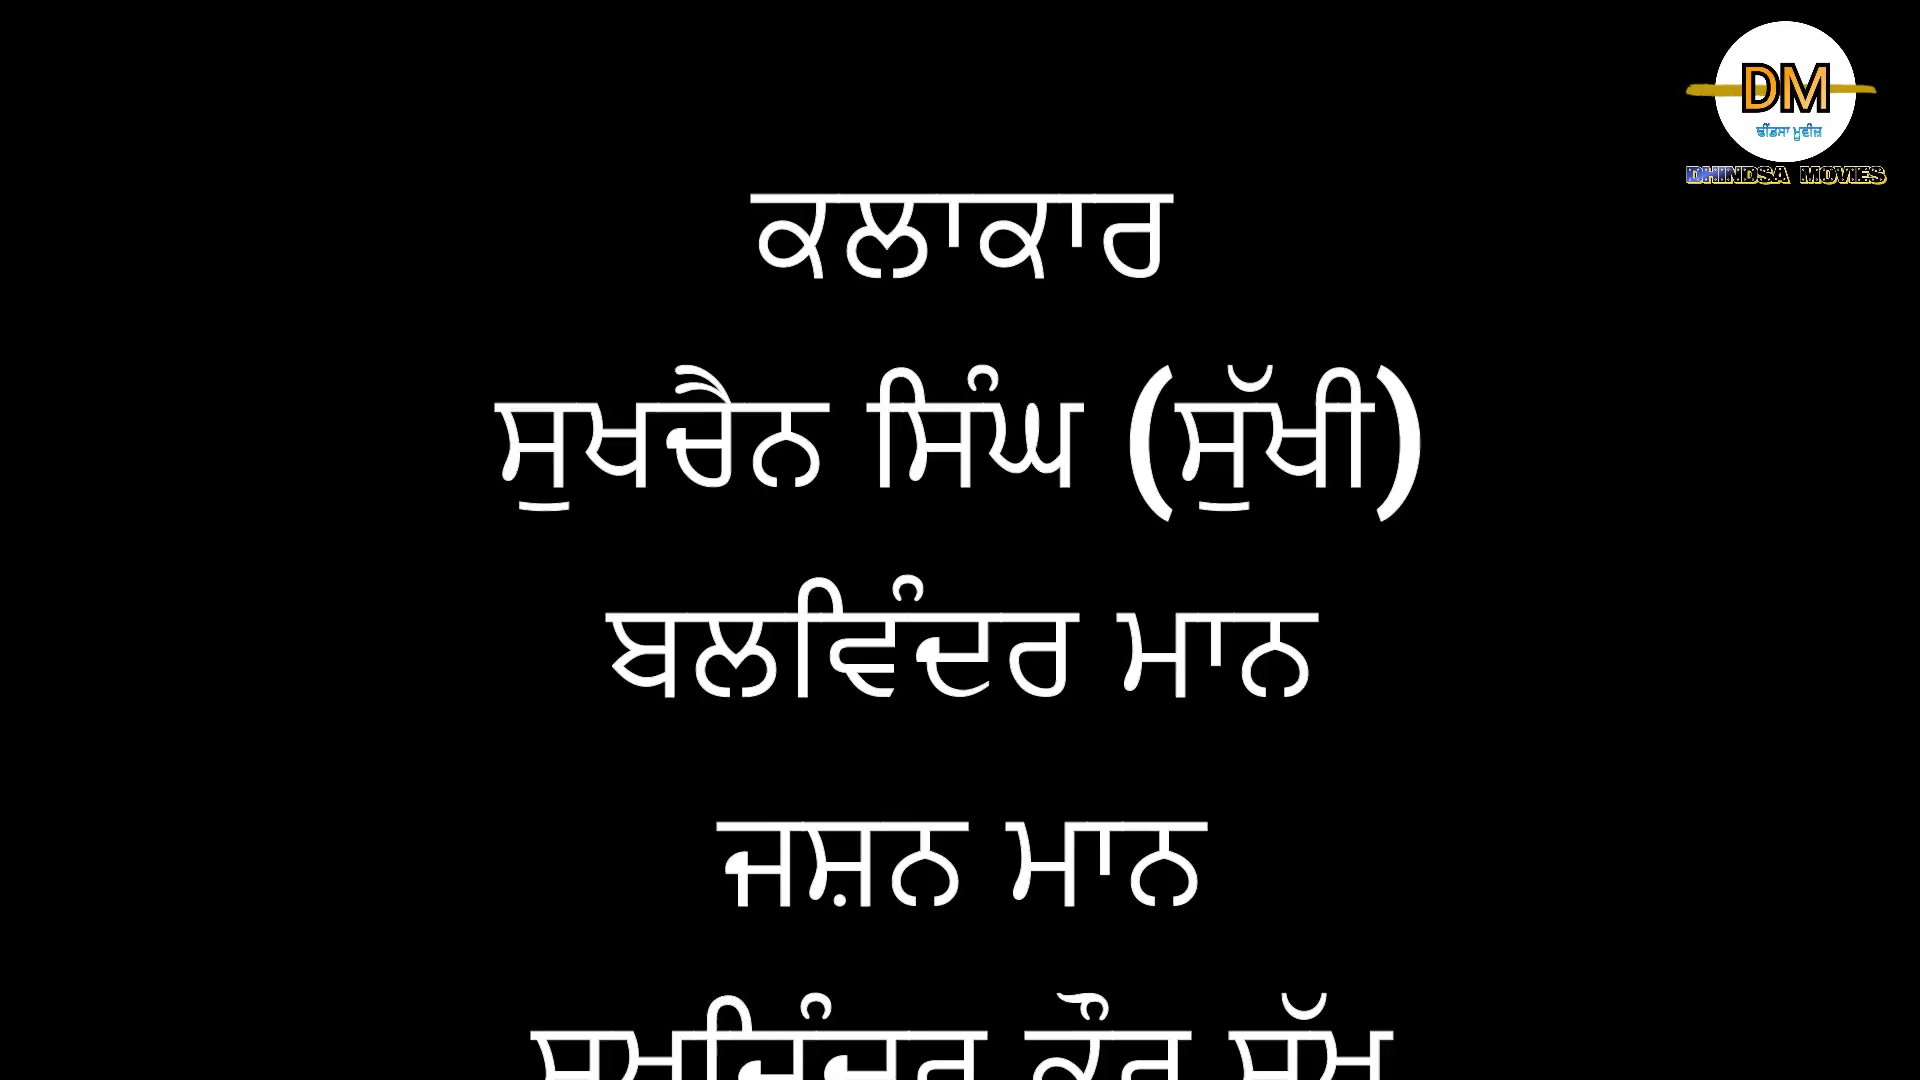 DM
ਢੀਂਡਸਾ ਮੂਵੀਜ਼
DHINDSA MOVIES
ਕਲਾਕਾਰ
ਸੁਖਚੈਨ ਸਿੰਘ (ਸੁੱਖੀ)
ਬਲਵਿੰਦਰ ਮਾਨ
ਜਸ਼ਨ ਮਾਨ
ਕੌਰ